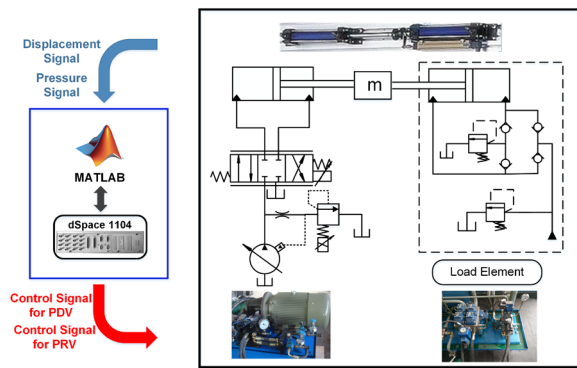 Displacement
Signal
Pressure
Signal
MATLAB
dSpace 1104
Control Signal
for PDV
Control Signal
for PRV
m
Load Element